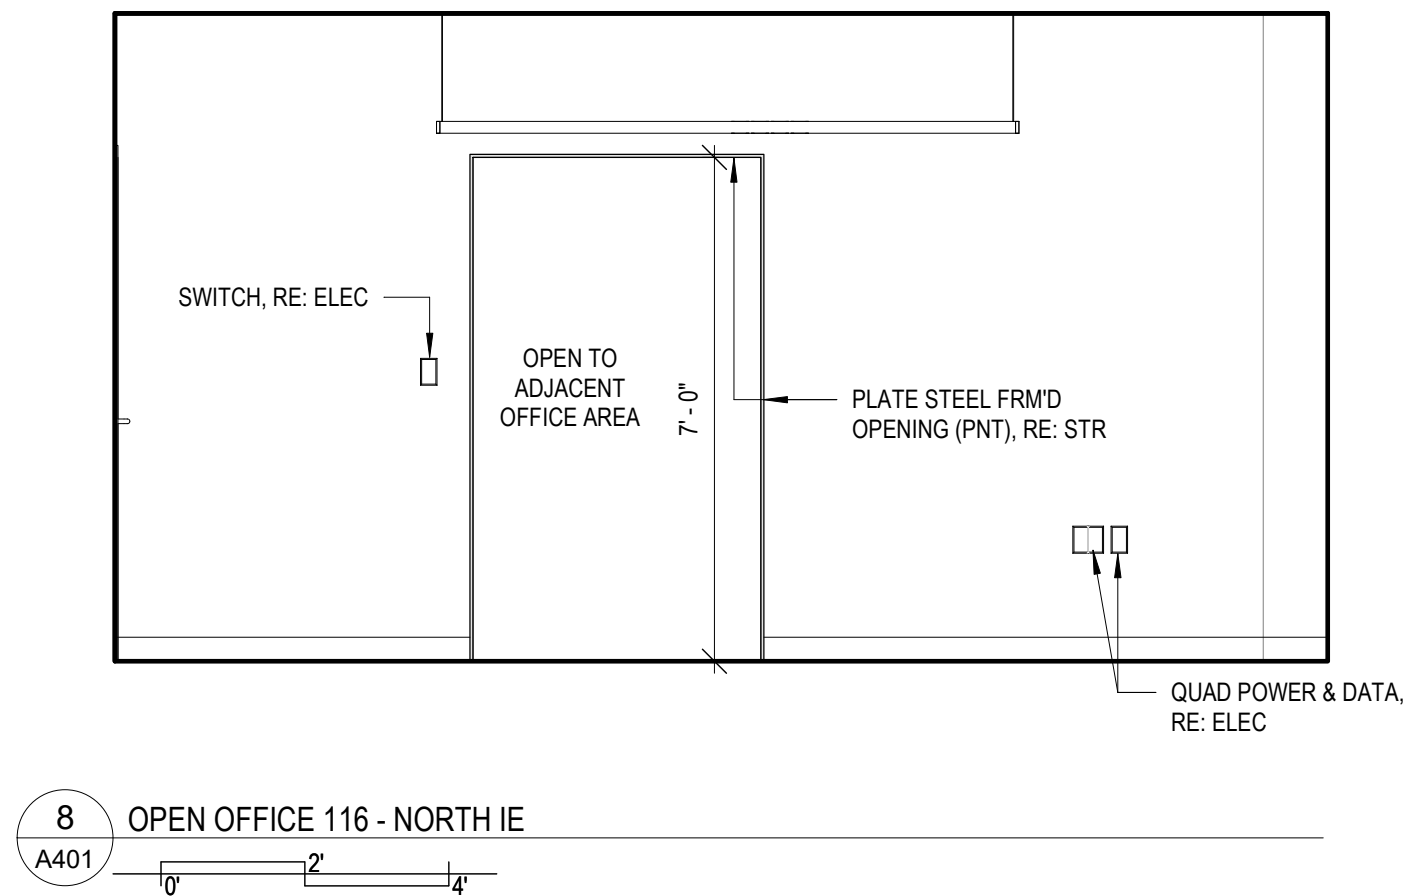 SWITCH, RE: ELEC
OPEN TO
ADJACENT
OFFICE AREA
7' - 0"
PLATE STEEL FRM'D
OPENING (PNT), RE: STR
QUAD POWER & DATA,
RE: ELEC
8
OPEN OFFICE 116 - NORTH IE
A401
0'
2'
4'